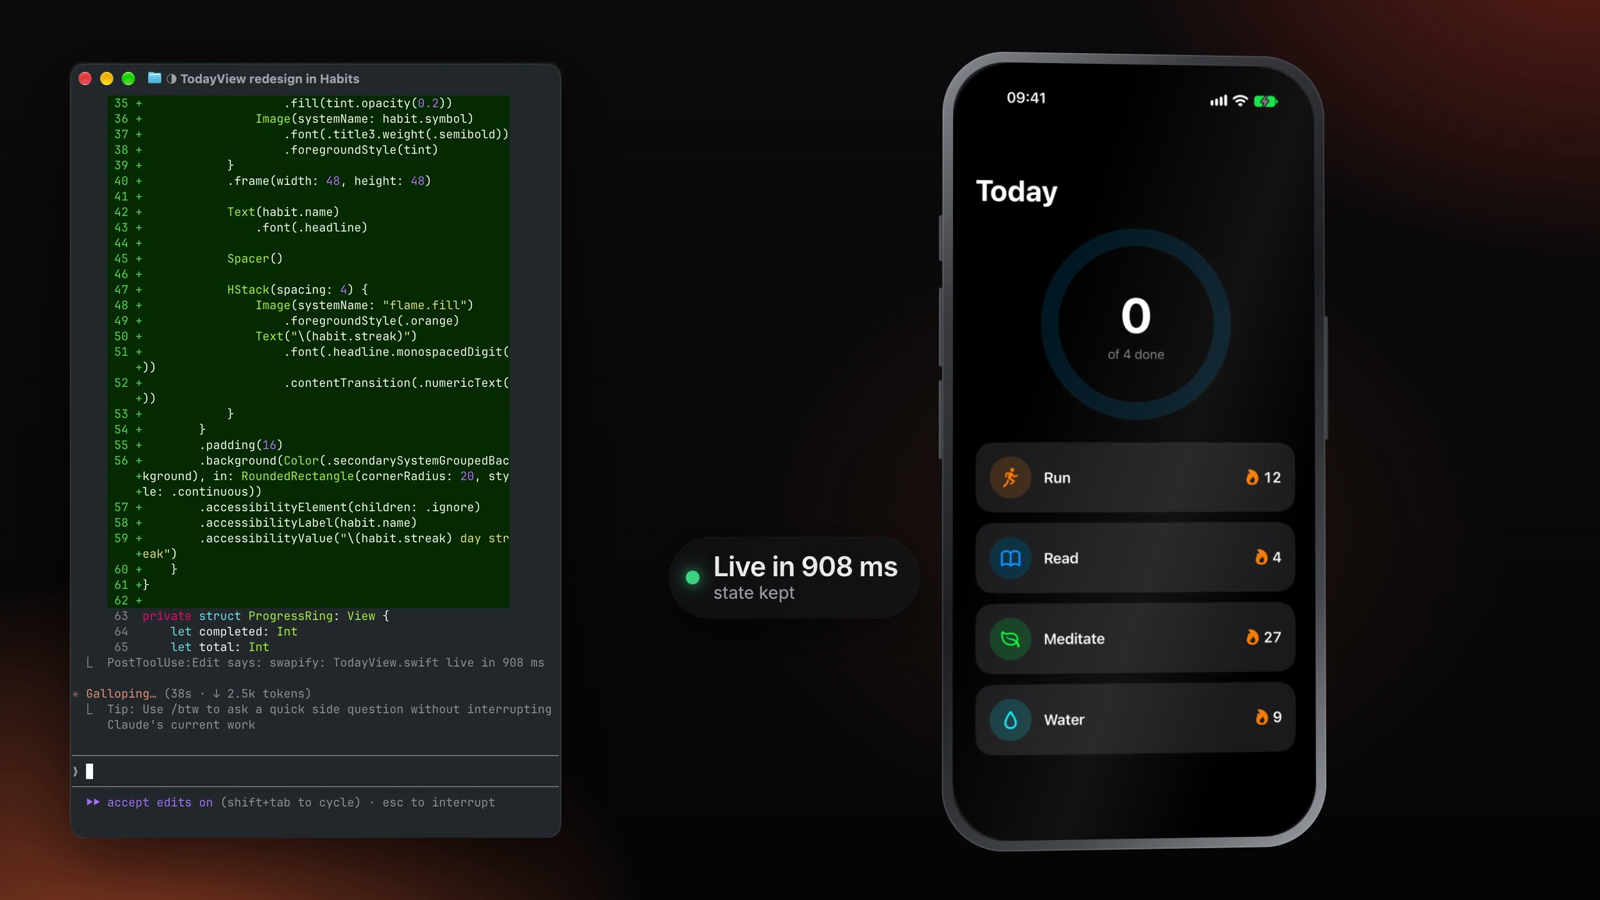 ◑ TodayView redesign in Habits
35 + .fill(tint.opacity(0.2))
36 + Image(systemName: habit.symbol)
37 + .font(.title3.weight(.semibold))
38 + .foregroundStyle(tint)
39 + }
40 + .frame(width: 48, height: 48)
41 +
42 + Text(habit.name)
43 + .font(.headline)
44 +
45 + Spacer()
46 +
47 + HStack(spacing: 4) {
48 + Image(systemName: "flame.fill")
49 + .foregroundStyle(.orange)
50 + Text("\(habit.streak)")
51 + .font(.headline.monospacedDigit(
+))
52 + .contentTransition(.numericText(
+))
53 + }
54 + }
55 + .padding(16)
56 + .background(Color(.secondarySystemGroupedBac
+kground), in: RoundedRectangle(cornerRadius: 20, sty
+le: .continuous))
57 + .accessibilityElement(children: .ignore)
58 + .accessibilityLabel(habit.name)
59 + .accessibilityValue("\(habit.streak) day str
+eak")
60 + }
61 +}
62 +
63 private struct ProgressRing: View {
64 let completed: Int
65 let total: Int
⎿ PostToolUse:Edit says: swapify: TodayView.swift live in 908 ms
✳ Galloping… (38s · ↓ 2.5k tokens)
⎿ Tip: Use /btw to ask a quick side question without interrupting
Claude's current work
❯
⏵⏵ accept edits on (shift+tab to cycle) · esc to interrupt
Live in 908 ms
state kept
09:41
Today
0
of 4 done
Run 12
Read 4
Meditate 27
Water 9